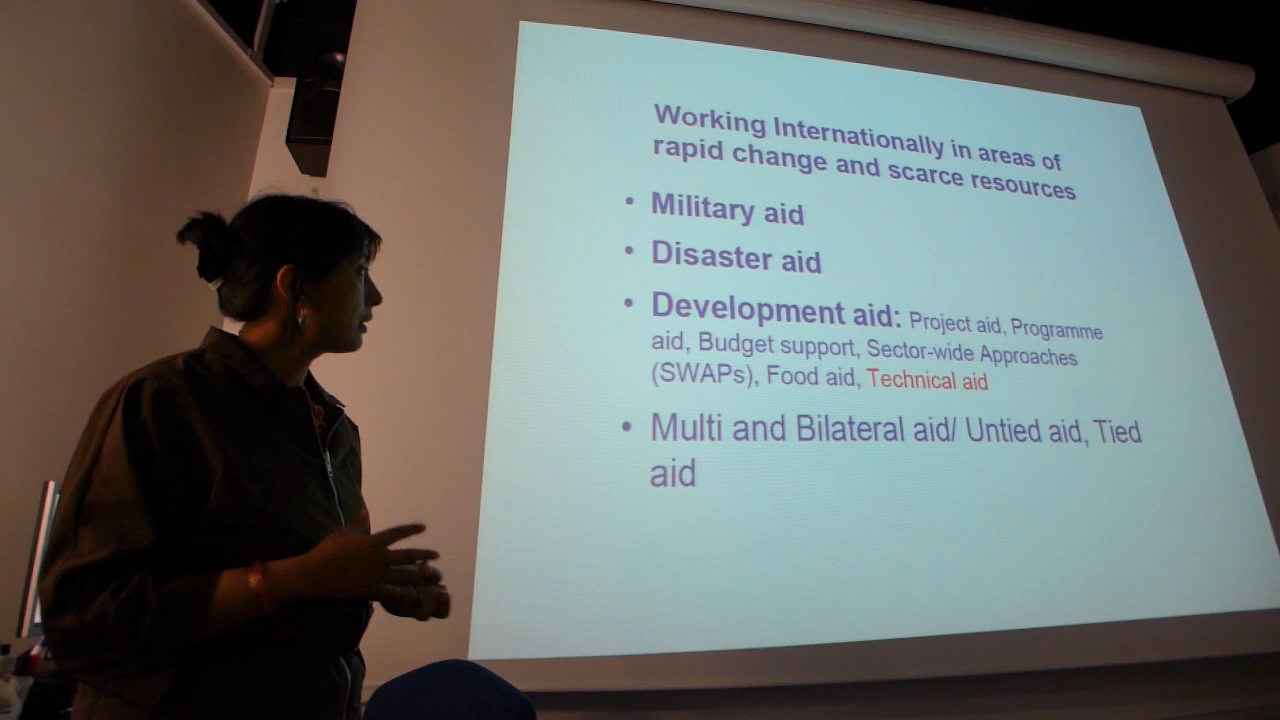 Working Internationally in areas of
rapid change and scarce resources
• Military aid
• Disaster aid
• Development aid: Project aid, Programme
aid, Budget support, Sector-wide Approaches
(SWAPs), Food aid, Technical aid
• Multi and Bilateral aid/ Untied aid, Tied
aid